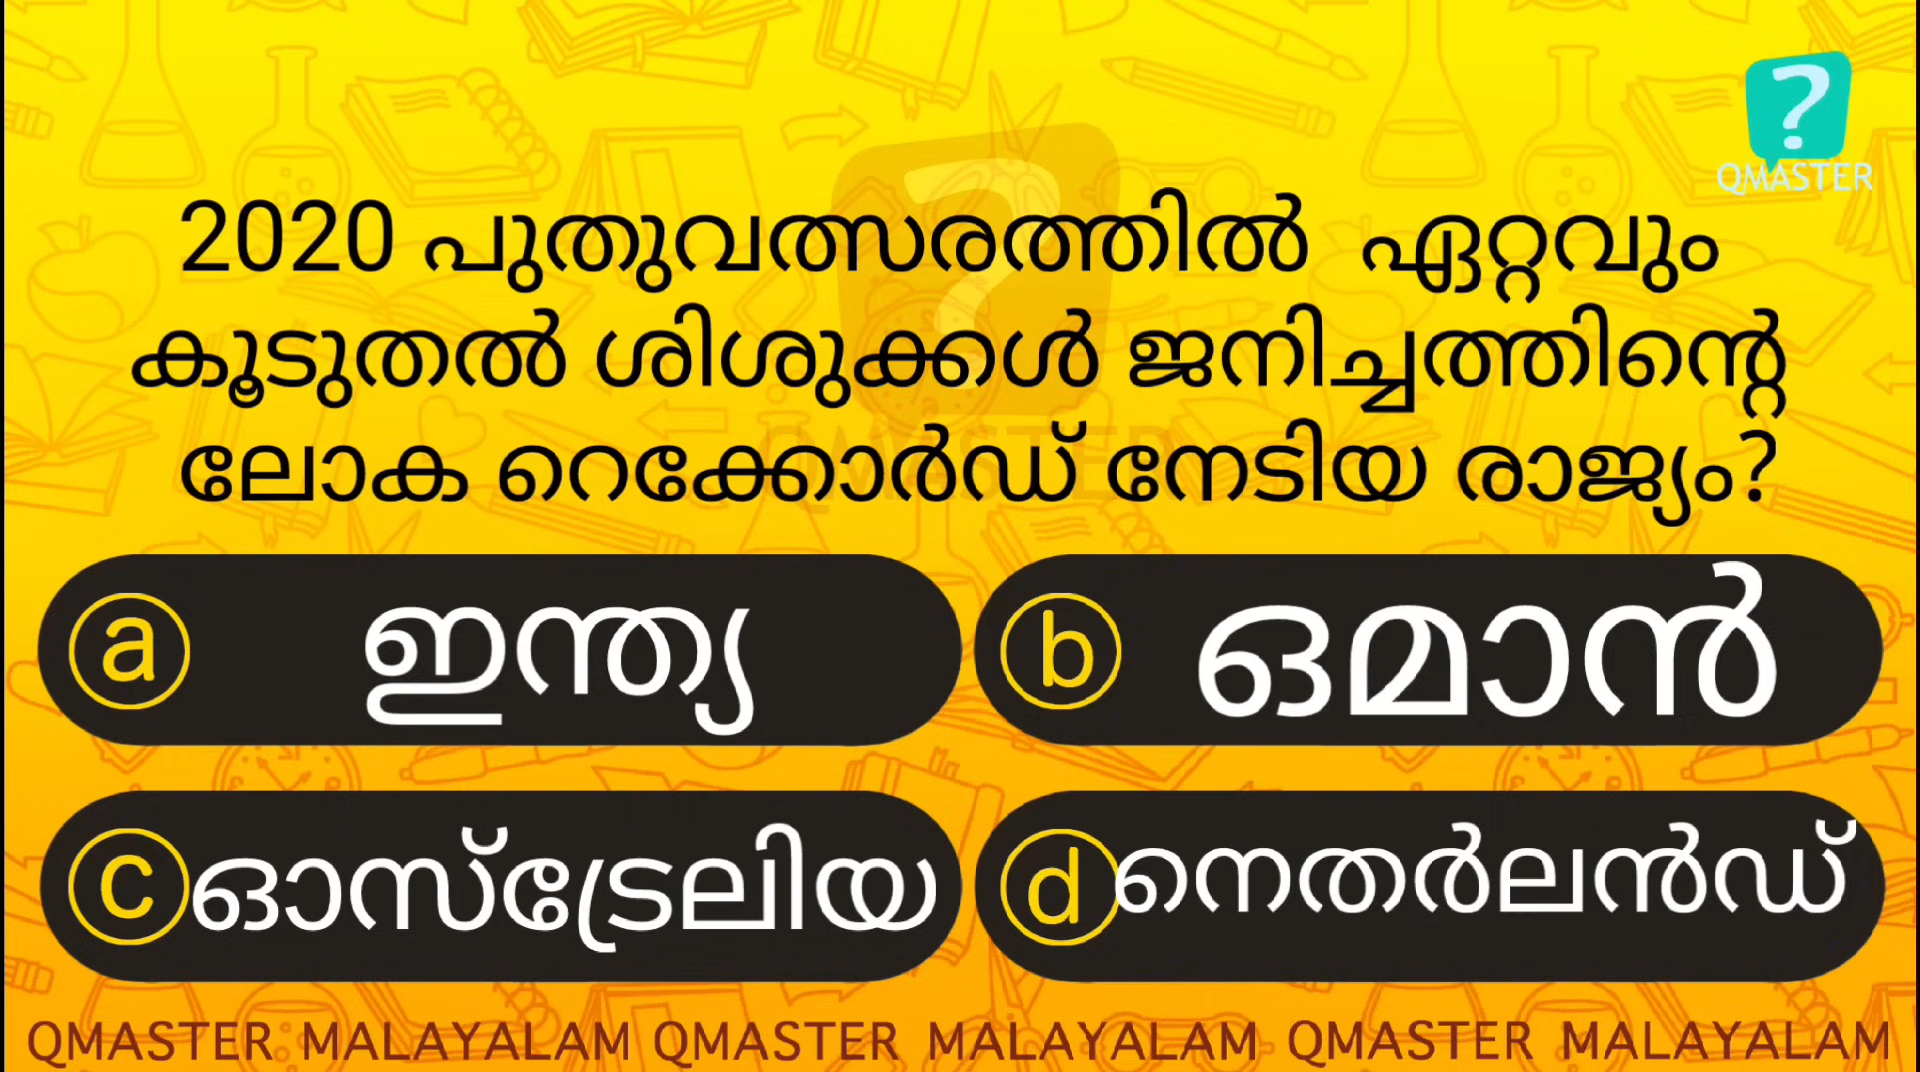 QMASTER
2020 പുതുവത്സരത്തിൽ ഏറ്റവും
കൂടുതൽ ശിശുക്കൾ ജനിച്ചത്തിന്റെ
ലോക റെക്കോർഡ് നേടിയ രാജ്യം?
QMASTER
a ഇന്ത്യ
b ഒമാൻ
c ഓസ്ട്രേലിയ
d നെതർലൻഡ്
QMASTER MALAYALAM QMASTER MALAYALAM QMASTER MALAYALAM